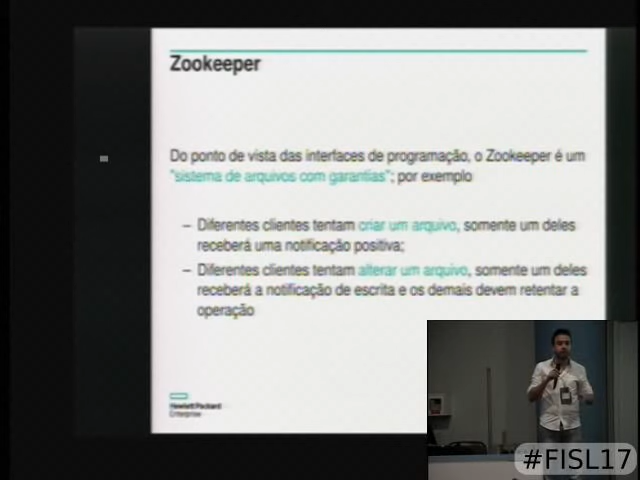 Zookeeper
Do ponto de vista das interfaces de programação, o Zookeeper é um
"sistema de arquivos com garantias"; por exemplo
– Diferentes clientes tentam criar um arquivo, somente um deles
receberá uma notificação positiva;
– Diferentes clientes tentam alterar um arquivo, somente um deles
receberá a notificação de escrita e os demais devem retentar a
operação
Hewlett Packard
Enterprise
#FISL17